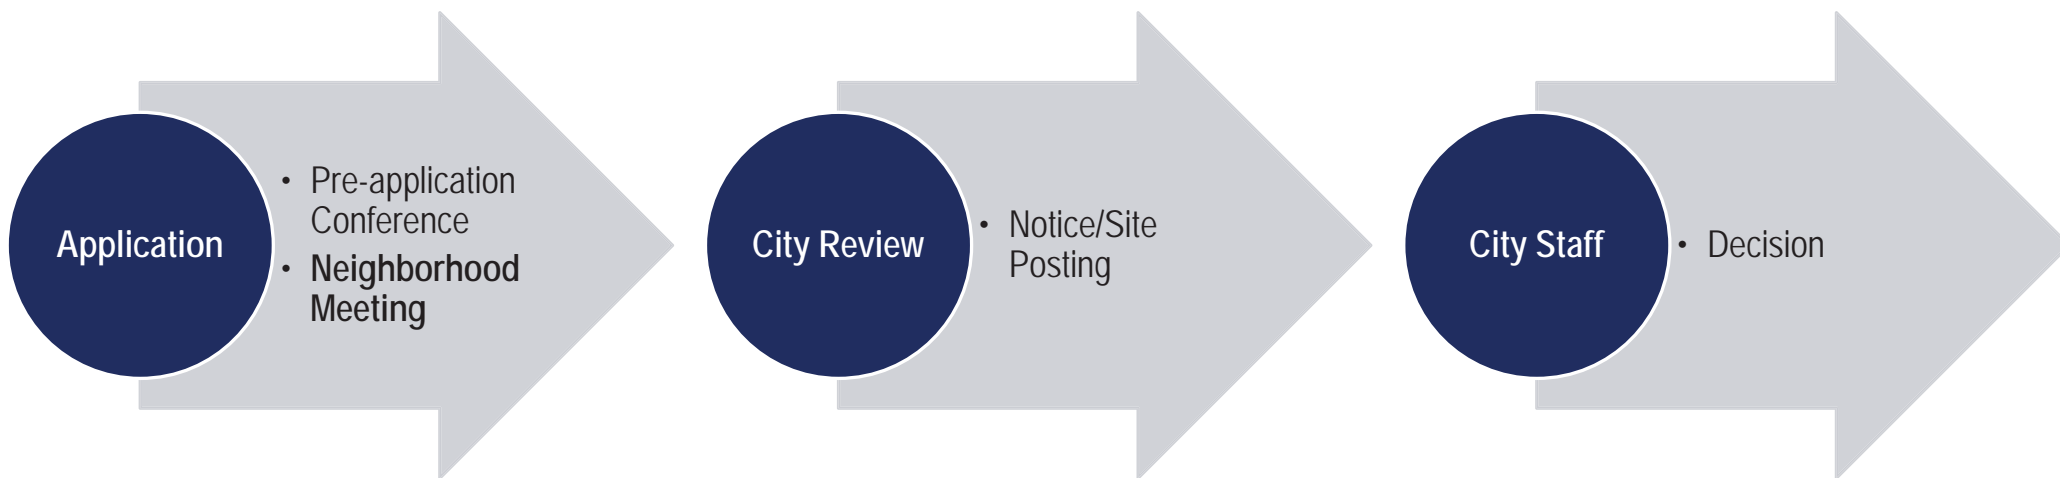 Application
• Pre-application
Conference
• Neighborhood
Meeting
City Review
• Notice/Site
Posting
City Staff
• Decision